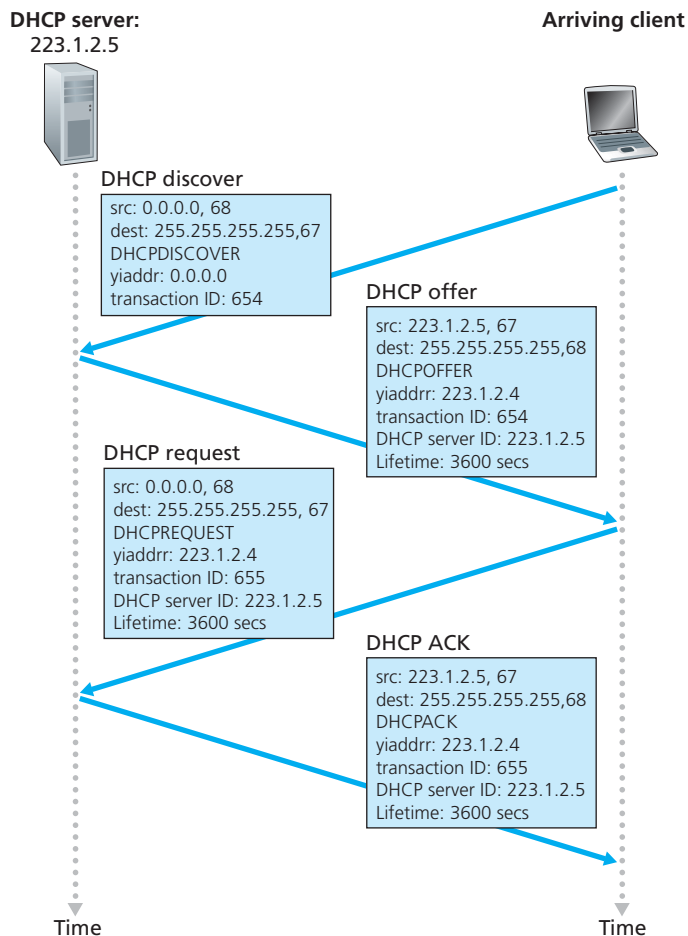 DHCP server:
223.1.2.5
Arriving client
DHCP discover
src: 0.0.0.0, 68
dest: 255.255.255.255,67
DHCPDISCOVER
yiaddr: 0.0.0.0
transaction ID: 654
DHCP offer
src: 223.1.2.5, 67
dest: 255.255.255.255,68
DHCPOFFER
yiaddrr: 223.1.2.4
transaction ID: 654
DHCP server ID: 223.1.2.5
Lifetime: 3600 secs
DHCP request
src: 0.0.0.0, 68
dest: 255.255.255.255, 67
DHCPREQUEST
yiaddrr: 223.1.2.4
transaction ID: 655
DHCP server ID: 223.1.2.5
Lifetime: 3600 secs
DHCP ACK
src: 223.1.2.5, 67
dest: 255.255.255.255,68
DHCPACK
yiaddrr: 223.1.2.4
transaction ID: 655
DHCP server ID: 223.1.2.5
Lifetime: 3600 secs
Time
Time